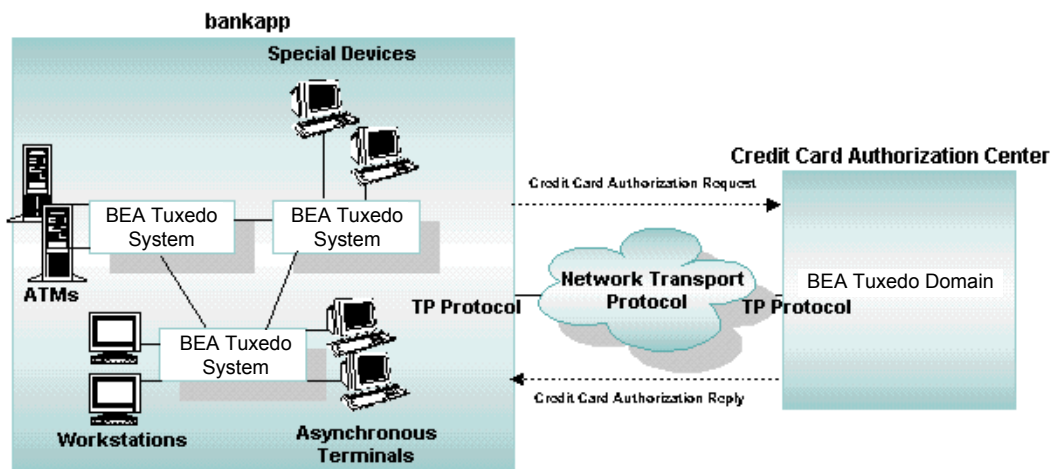 bankapp
Special Devices
BEA Tuxedo
System
BEA Tuxedo
System
ATMs
BEA Tuxedo
System
Workstations
Asynchronous
Terminals
Credit Card Authorization Request
TP Protocol
Network Transport
Protocol
TP Protocol
Credit Card Authorization Reply
Credit Card Authorization Center
BEA Tuxedo Domain